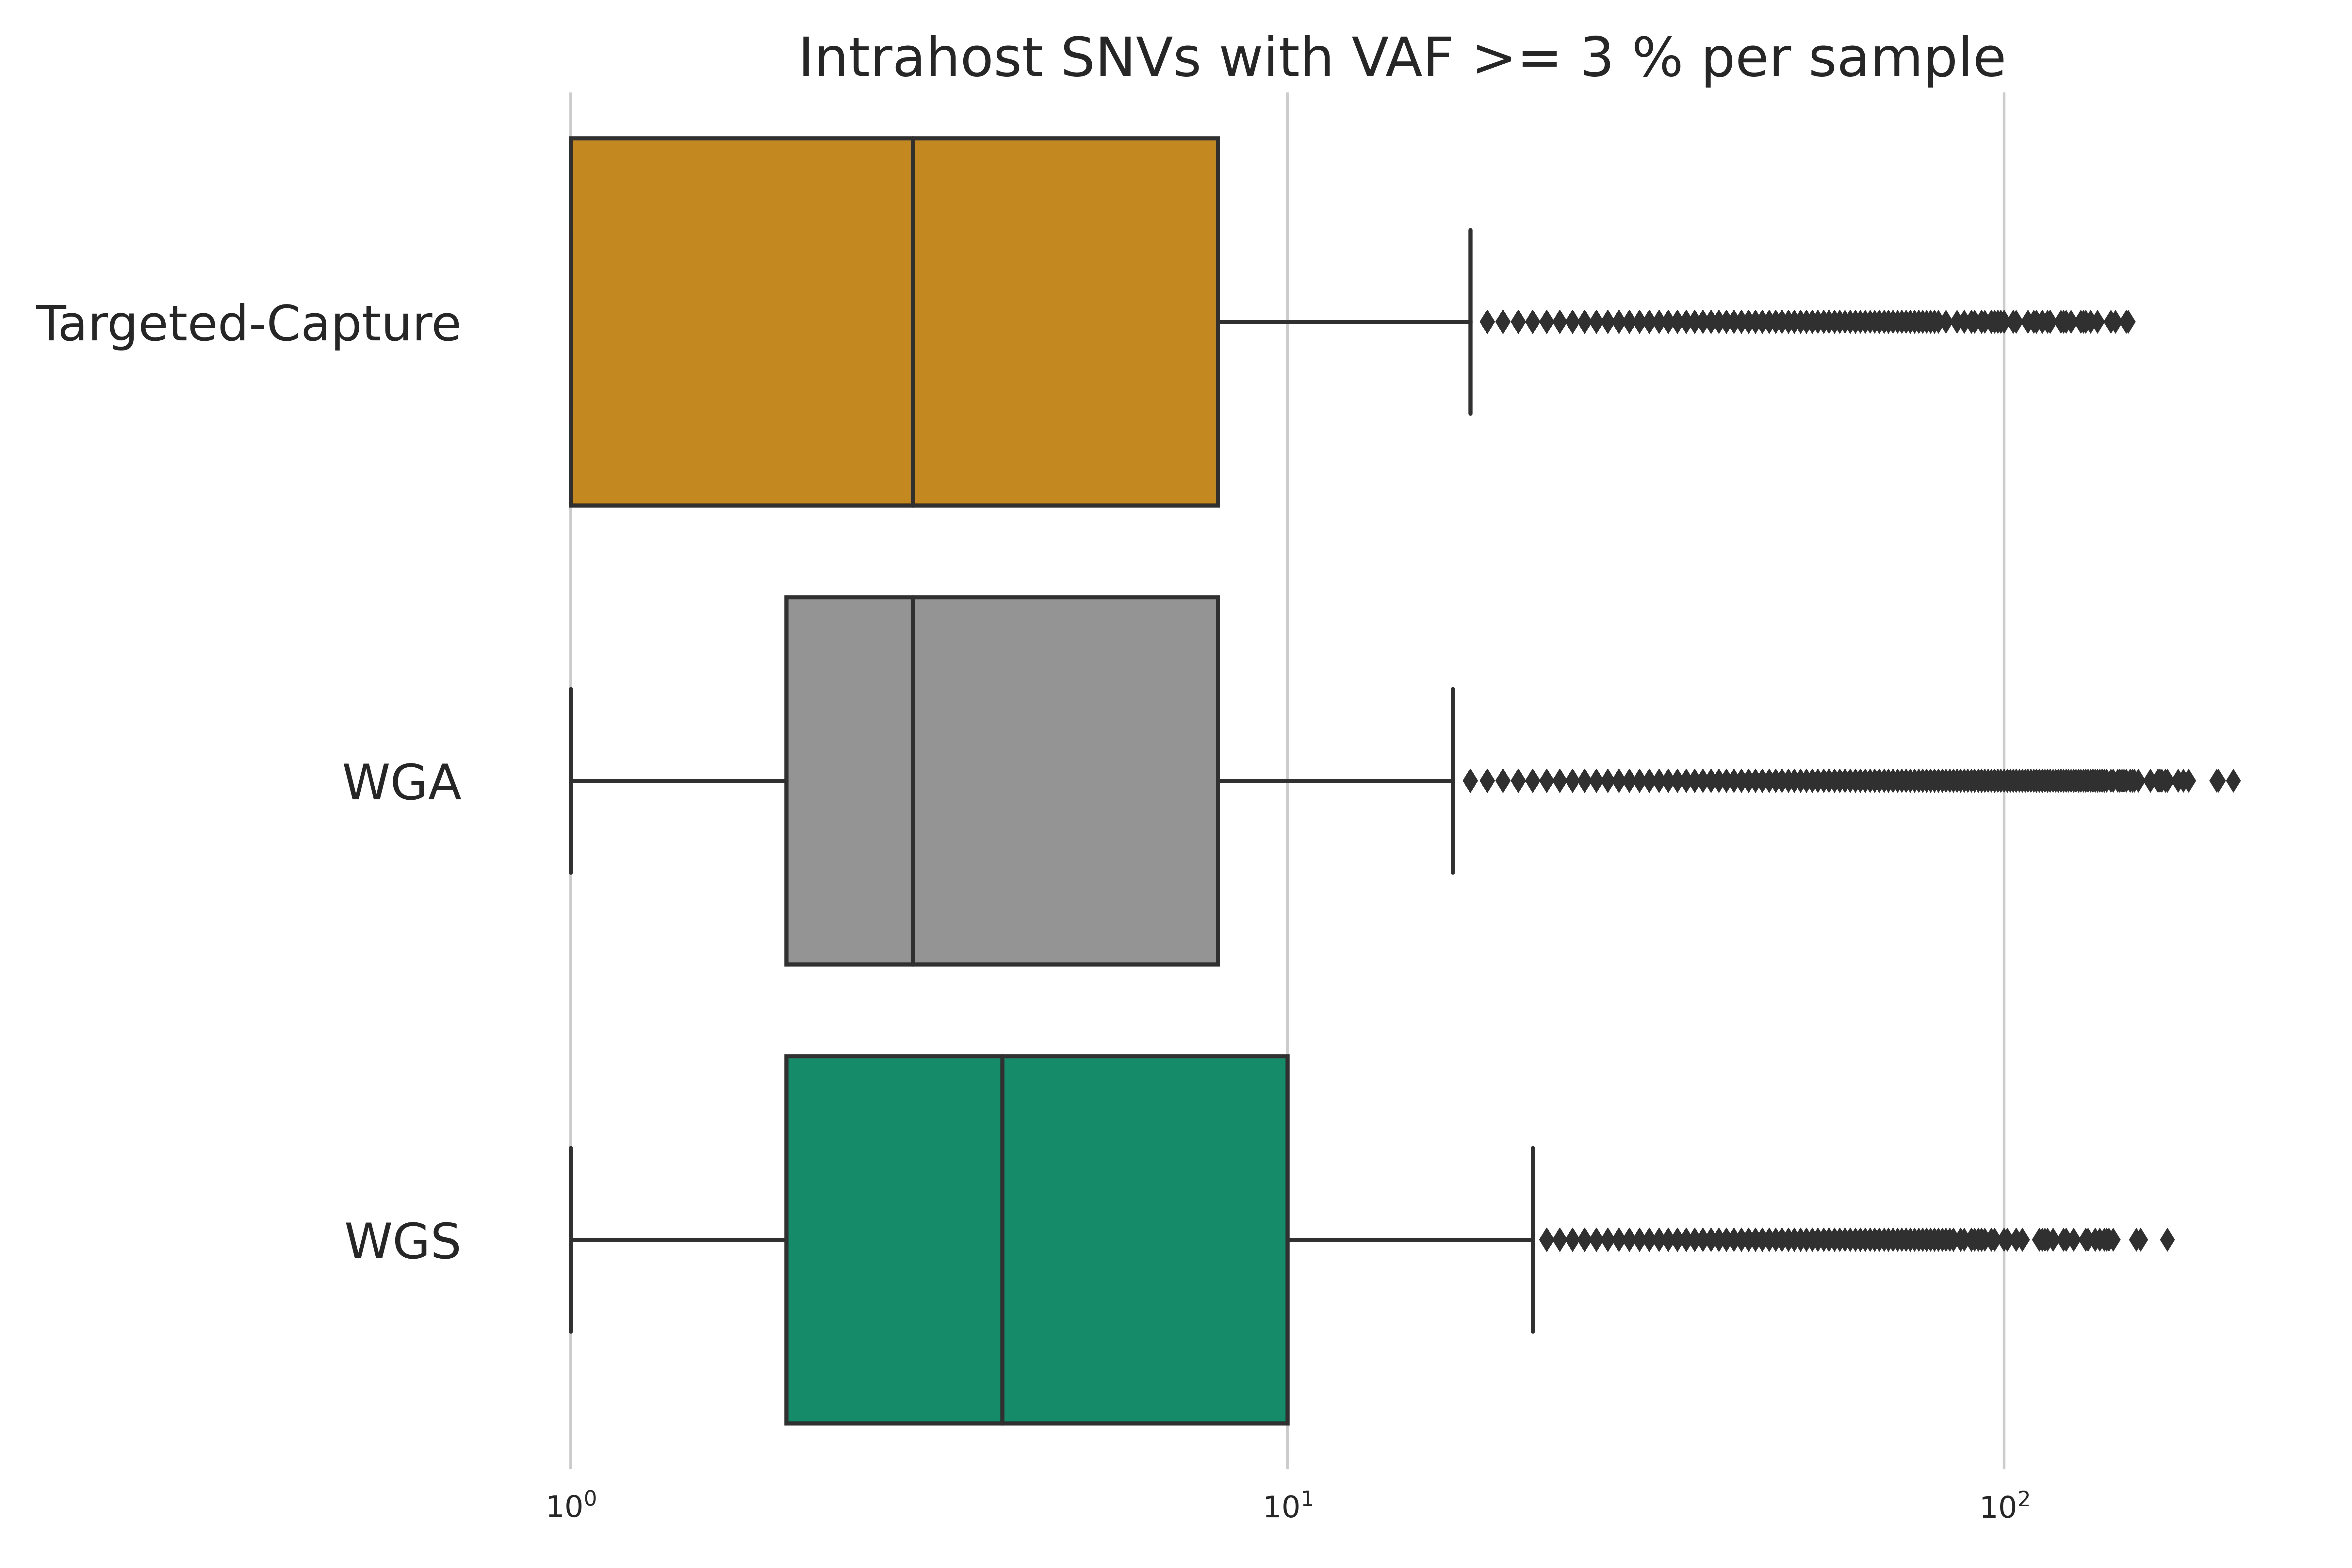 Intrahost SNVs with VAF >= 3 % per sample
Targeted-Capture
WGA
WGS
10⁰ 10¹ 10²